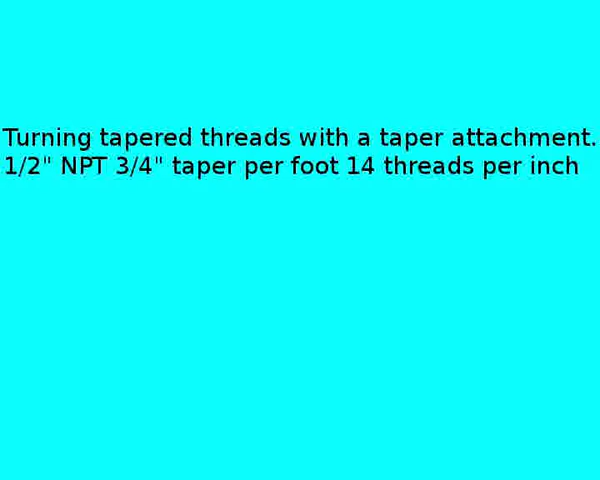 Turning tapered threads with a taper attachment.
1/2" NPT 3/4" taper per foot 14 threads per inch